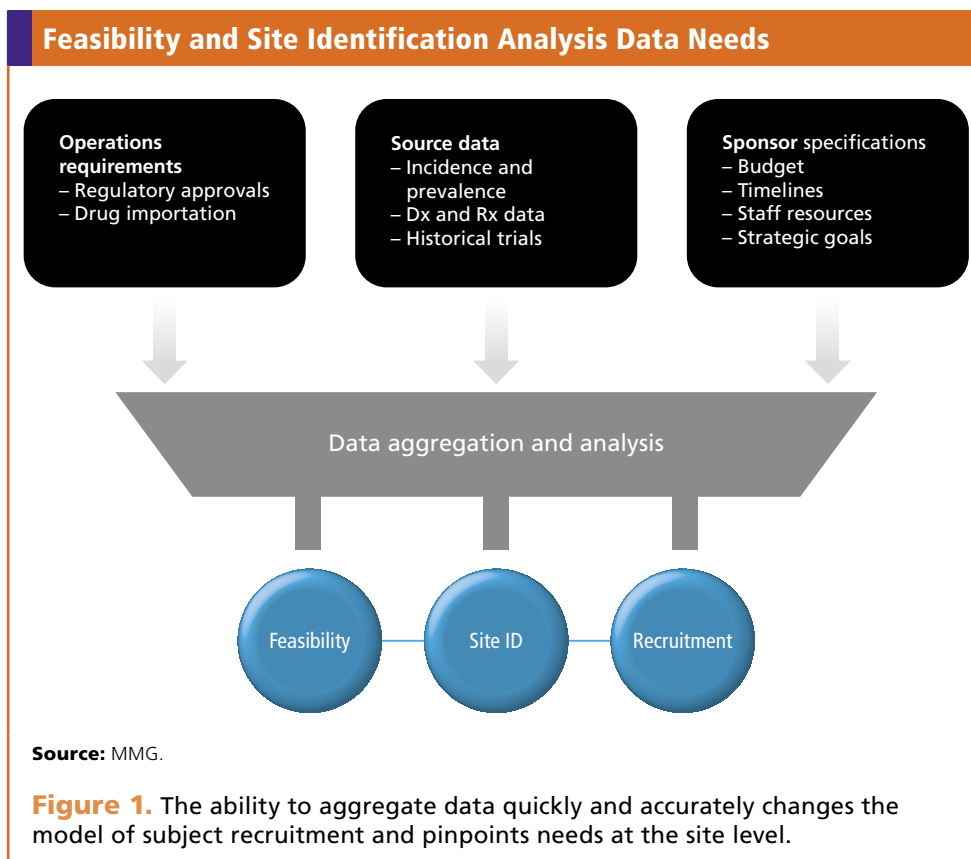 Feasibility and Site Identification Analysis Data Needs
Operations
requirements
– Regulatory approvals
– Drug importation
Source data
– Incidence and
prevalence
– Dx and Rx data
– Historical trials
Sponsor specifications
– Budget
– Timelines
– Staff resources
– Strategic goals
Data aggregation and analysis
Feasibility
Site ID
Recruitment
Source: MMG.
Figure 1. The ability to aggregate data quickly and accurately changes the
model of subject recruitment and pinpoints needs at the site level.